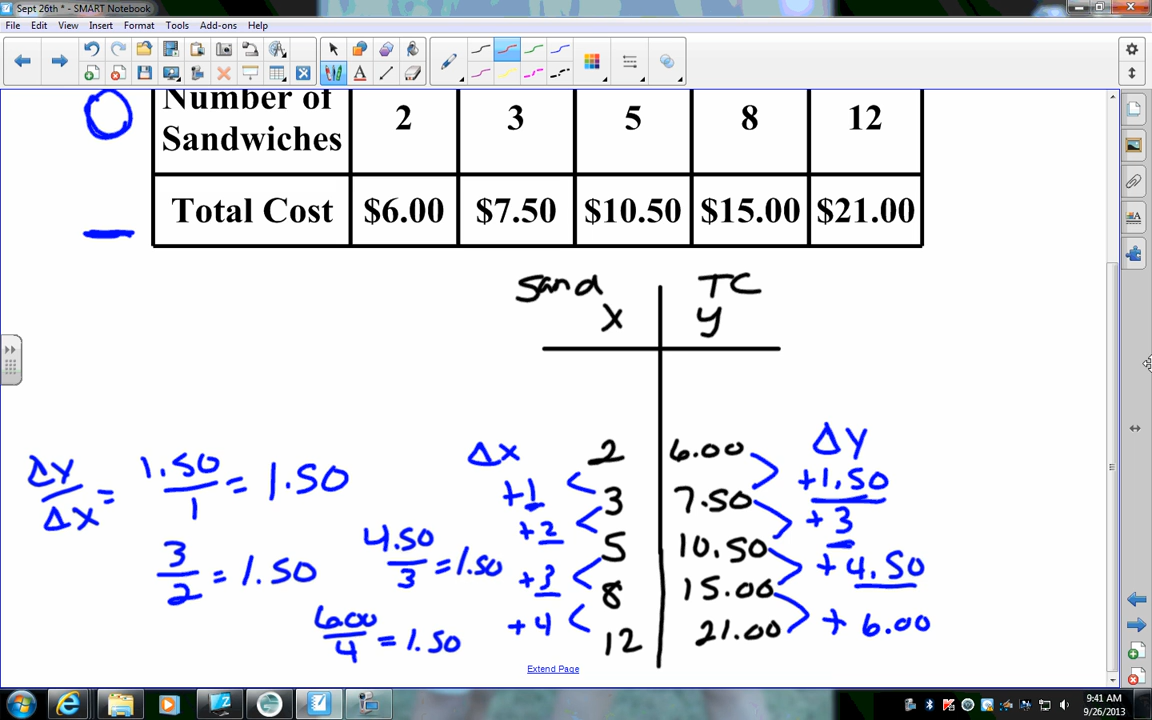 Sept 26th * - SMART Notebook
File Edit View Insert Format Tools Add-ons Help
Number of Sandwiches 2 3 5 8 12
Total Cost $6.00 $7.50 $10.50 $15.00 $21.00
Sand TC
X Y
ΔX 2 6.00 ΔY
ΔY/ΔX = 1.50/1 = 1.50
+1 3 7.50 +1.50
+2 5 10.50 +3
3/2 = 1.50 4.50/3 = 1.50 +3 8 15.00 +4.50
6.00/4 = 1.50 +4 12 21.00 +6.00
Extend Page
9:41 AM
9/26/2013